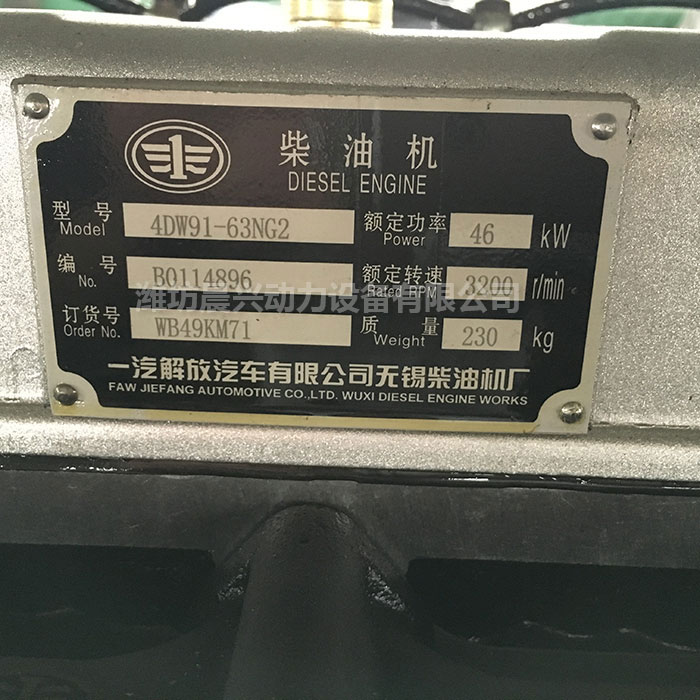 柴油机
DIESEL ENGINE
型号 4DW91-63NG2 额定功率 46 kW
Model Power
编号 B0114896 额定转速 3200 r/min
No. Rated RPM
潍坊晨兴动力设备有限公司
订货号 WB49KM71 质量 230 kg
Order No. Weight
一汽解放汽车有限公司无锡柴油机厂
FAW JIEFANG AUTOMOTIVE CO.,LTD. WUXI DIESEL ENGINE WORKS